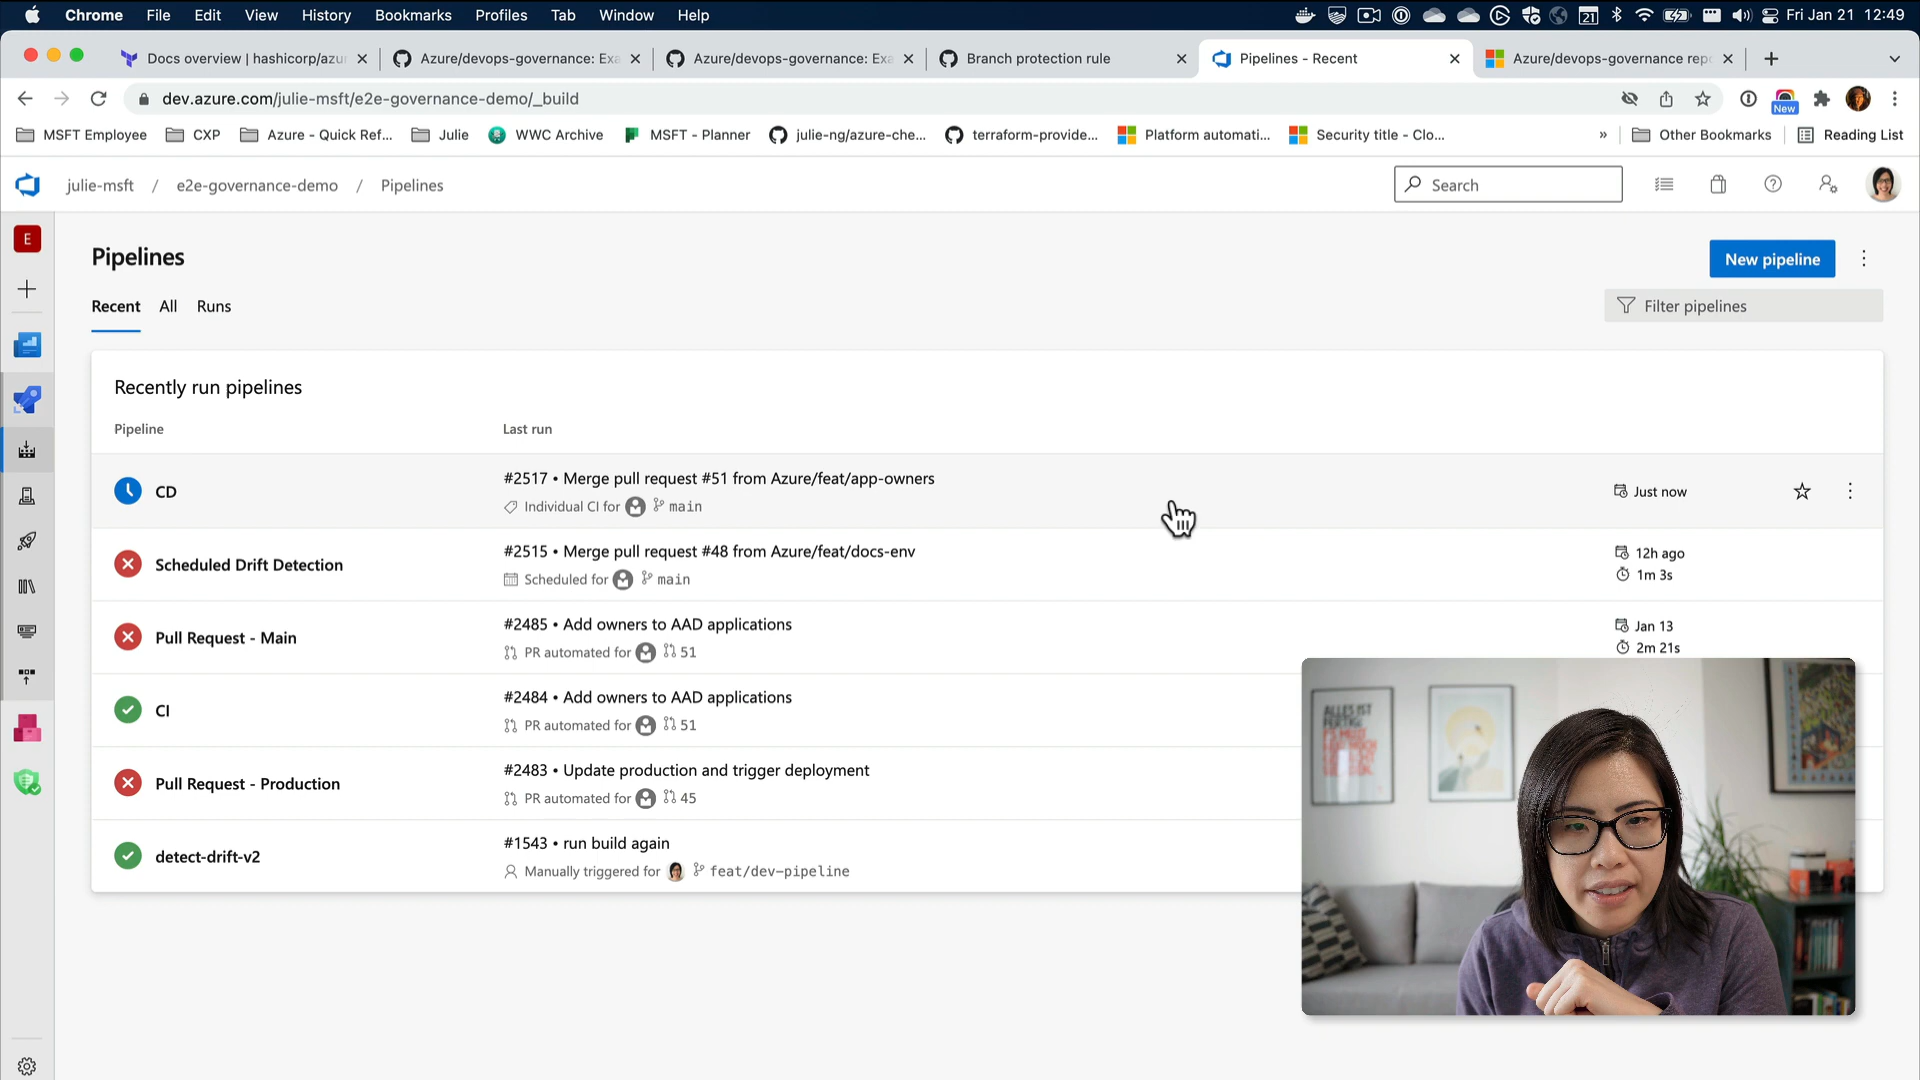 Chrome File Edit View History Bookmarks Profiles Tab Window Help
21 Fri Jan 21 12:49
Docs overview | hashicorp/azur
Azure/devops-governance: Exa
Azure/devops-governance: Exa
Branch protection rule
Pipelines - Recent
Azure/devops-governance repo
dev.azure.com/julie-msft/e2e-governance-demo/_build
New
MSFT Employee
CXP
Azure - Quick Ref...
Julie
WWC Archive
MSFT - Planner
julie-ng/azure-che...
terraform-provide...
Platform automati...
Security title - Clo...
»
Other Bookmarks
Reading List
julie-msft / e2e-governance-demo / Pipelines
Search
E
Pipelines
New pipeline
Recent All Runs
Filter pipelines
Recently run pipelines
Pipeline Last run
CD
#2517 • Merge pull request #51 from Azure/feat/app-owners
Individual CI for main
Just now
Scheduled Drift Detection
#2515 • Merge pull request #48 from Azure/feat/docs-env
Scheduled for main
12h ago
1m 3s
Pull Request - Main
#2485 • Add owners to AAD applications
PR automated for 51
Jan 13
2m 21s
CI
#2484 • Add owners to AAD applications
PR automated for 51
Pull Request - Production
#2483 • Update production and trigger deployment
PR automated for 45
detect-drift-v2
#1543 • run build again
Manually triggered for feat/dev-pipeline
ALLES IST